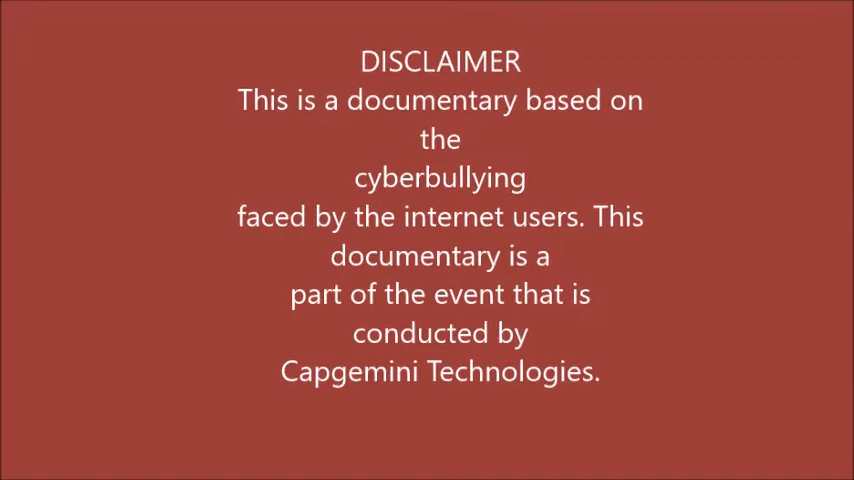 DISCLAIMER
This is a documentary based on
the
cyberbullying
faced by the internet users. This
documentary is a
part of the event that is
conducted by
Capgemini Technologies.